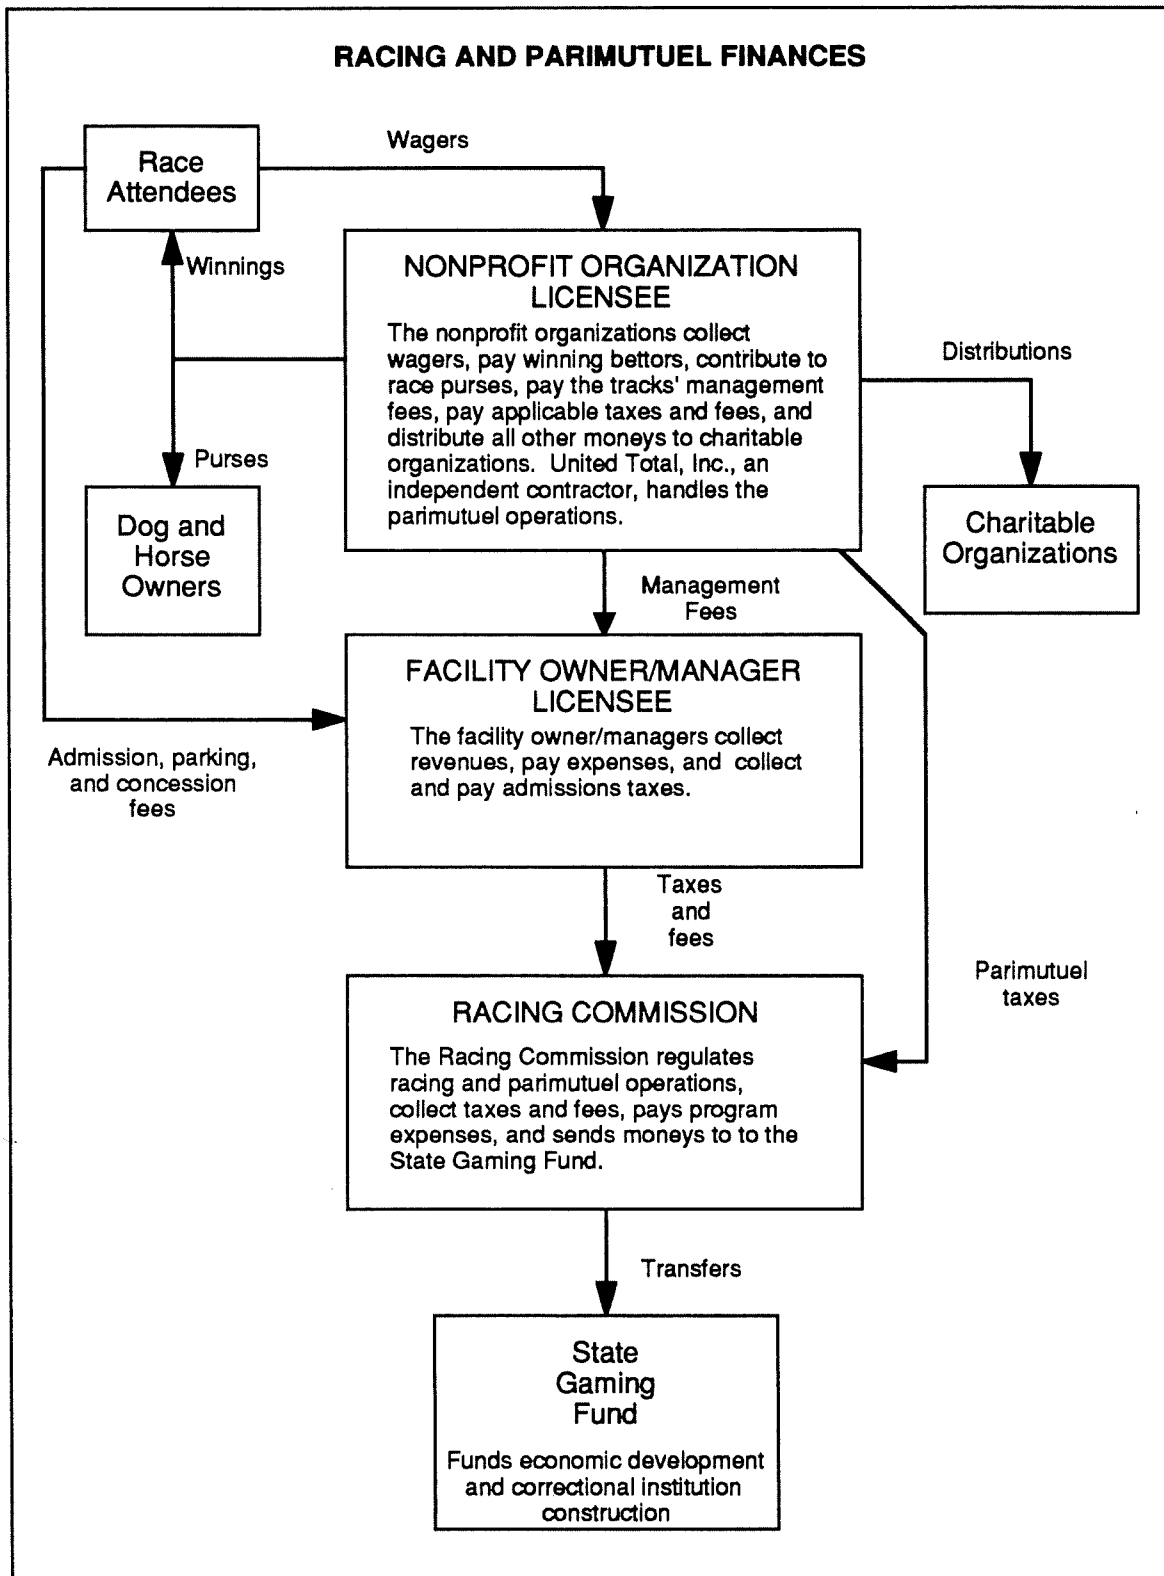 RACING AND PARIMUTUEL FINANCES
Wagers
Race
Attendees
Winnings
NONPROFIT ORGANIZATION
LICENSEE
The nonprofit organizations collect
wagers, pay winning bettors, contribute to
race purses, pay the tracks' management
fees, pay applicable taxes and fees, and
distribute all other moneys to charitable
organizations. United Total, Inc., an
independent contractor, handles the
parimutuel operations.
Distributions
Purses
Dog and
Horse
Owners
Charitable
Organizations
Management
Fees
FACILITY OWNER/MANAGER
LICENSEE
The facility owner/managers collect
revenues, pay expenses, and collect
and pay admissions taxes.
Admission, parking,
and concession
fees
Taxes
and
fees
Parimutuel
taxes
RACING COMMISSION
The Racing Commission regulates
racing and parimutuel operations,
collect taxes and fees, pays program
expenses, and sends moneys to to the
State Gaming Fund.
Transfers
State
Gaming
Fund
Funds economic development
and correctional institution
construction